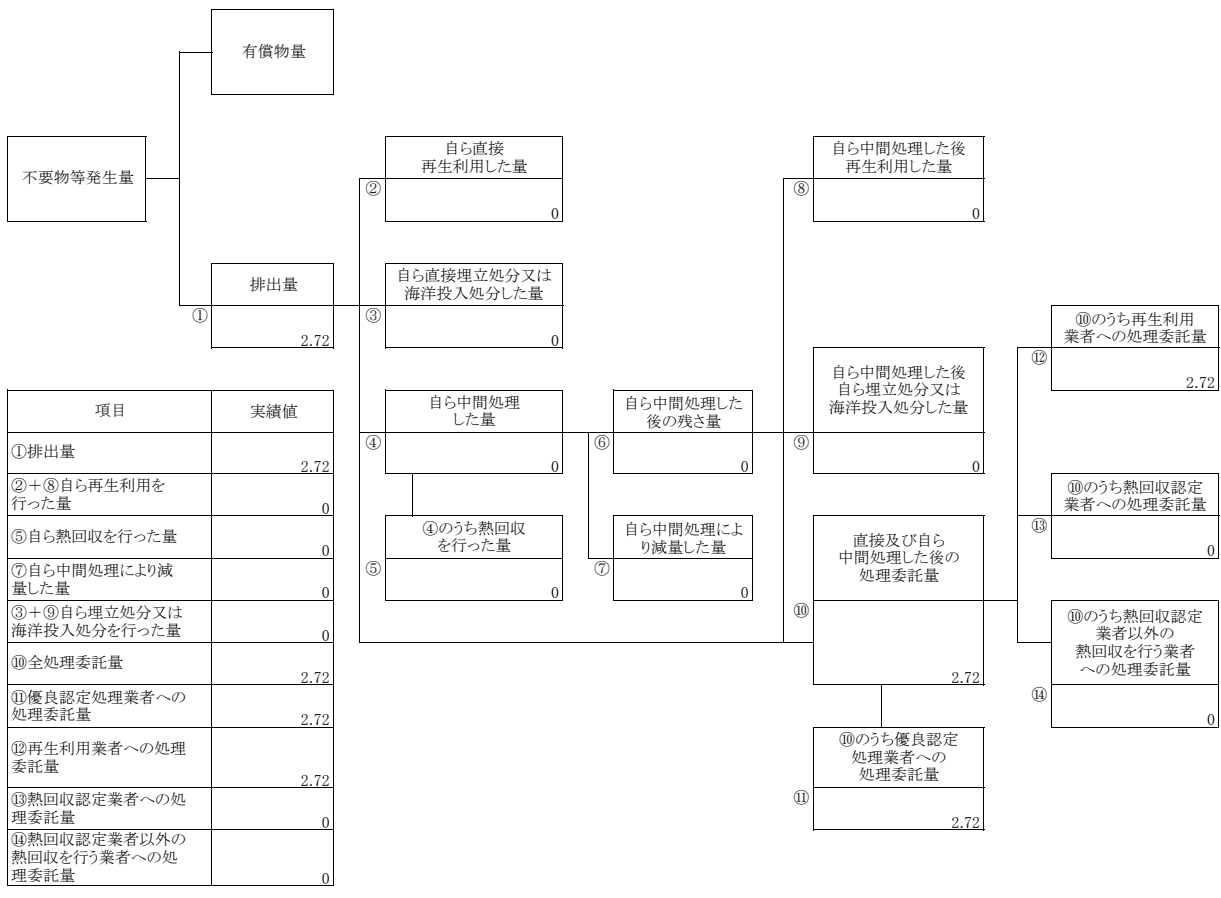 有償物量
不要物等発生量
排出量
①
2.72
自ら直接
再生利用した量
②
0
自ら直接埋立処分又は
海洋投入処分した量
③
0
自ら中間処理
した量
④
0
④のうち熱回収
を行った量
⑤
0
自ら中間処理した
後の残さ量
⑥
0
自ら中間処理によ
り減量した量
⑦
0
自ら中間処理した後
再生利用した量
⑧
0
自ら中間処理した後
自ら埋立処分又は
海洋投入処分した量
⑨
0
直接及び自ら
中間処理した後の
処理委託量
⑩
2.72
⑩のうち優良認定
処理業者への
処理委託量
⑪
2.72
⑩のうち再生利用
業者への処理委託量
⑫
2.72
⑩のうち熱回収認定
業者への処理委託量
⑬
0
⑩のうち熱回収認定
業者以外の
熱回収を行う業者
への処理委託量
⑭
0
項目 実績値
①排出量
2.72
②＋⑧自ら再生利用を
行った量
0
⑤自ら熱回収を行った量
0
⑦自ら中間処理により減
量した量
0
③＋⑨自ら埋立処分又は
海洋投入処分を行った量
0
⑩全処理委託量
2.72
⑪優良認定処理業者への
処理委託量
2.72
⑫再生利用業者への処理
委託量
2.72
⑬熱回収認定業者への処
理委託量
0
⑭熱回収認定業者以外の
熱回収を行う業者への処
理委託量
0